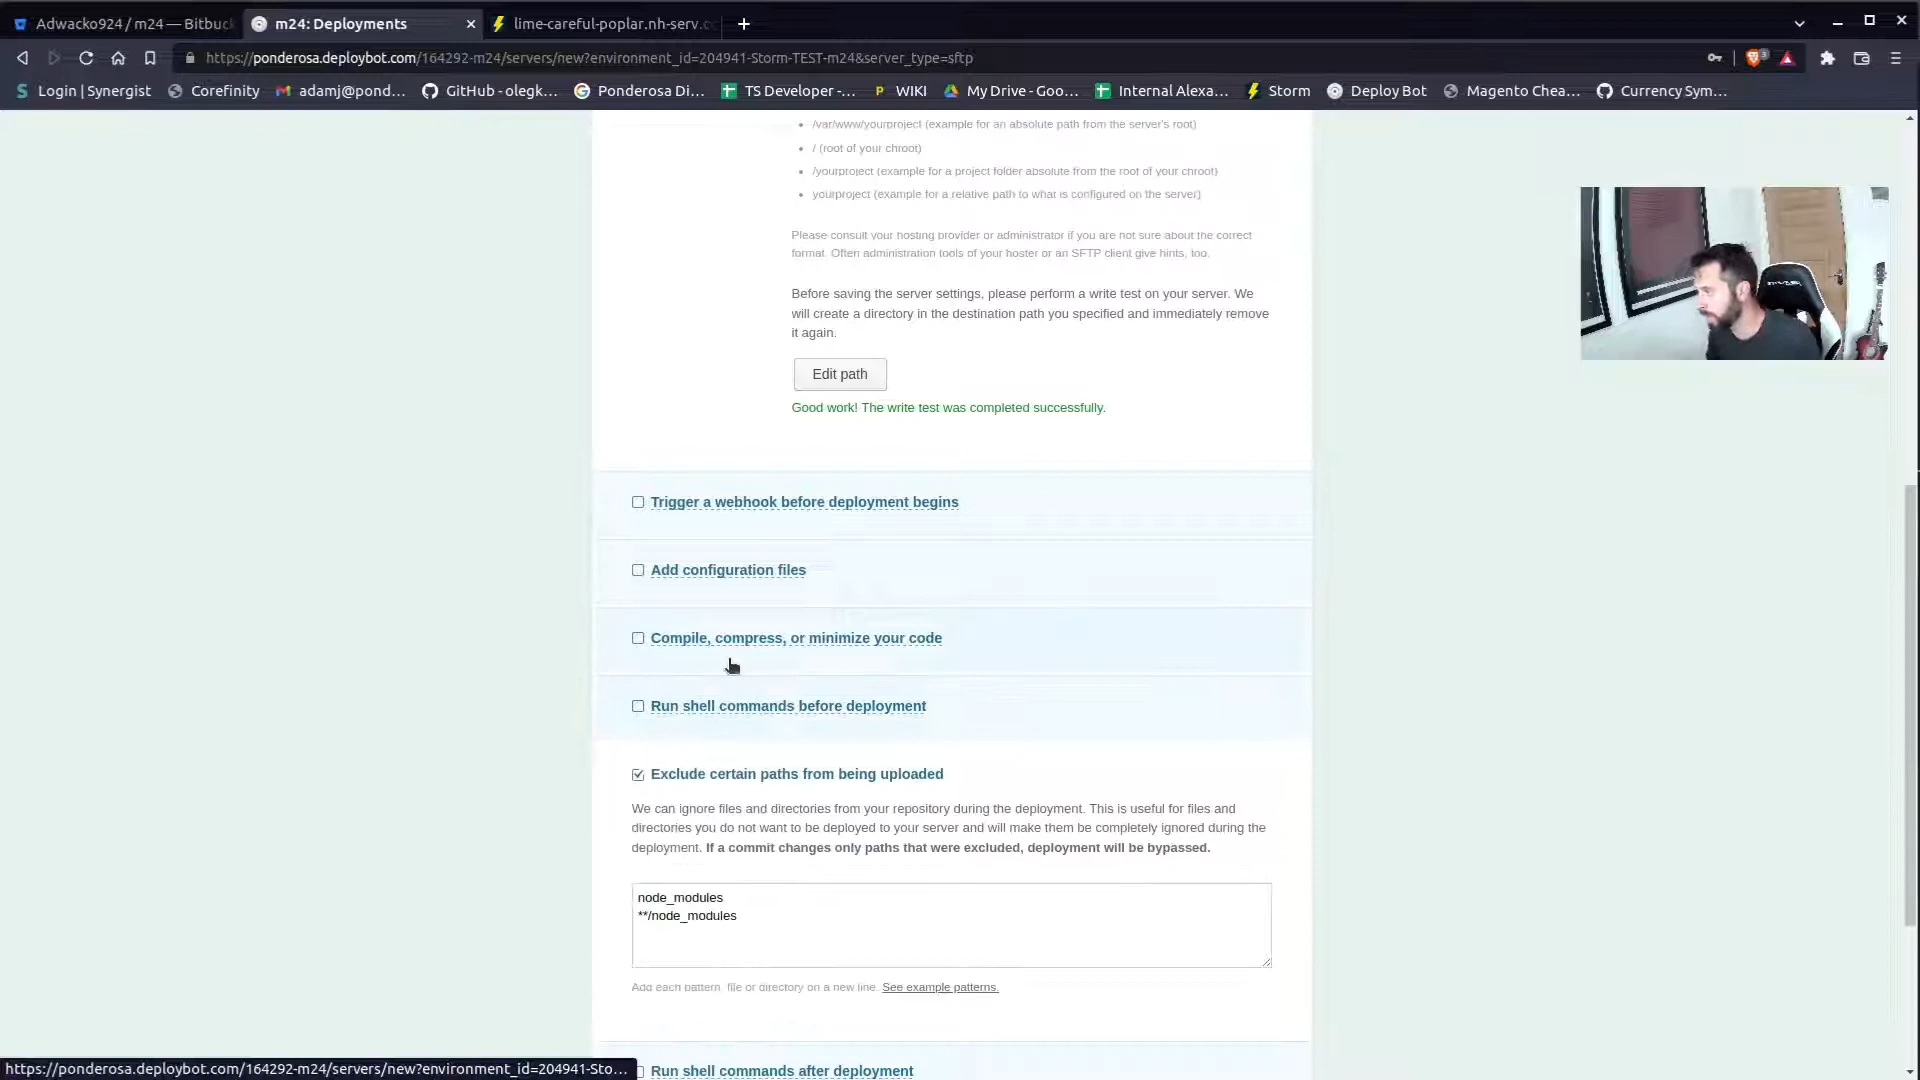 Adwacko924 / m24 — Bitbuck
m24: Deployments
lime-careful-poplar.nh-serv.co
https://ponderosa.deploybot.com/164292-m24/servers/new?environment_id=204941-Storm-TEST-m24&server_type=sftp
Login | Synergist
Corefinity
adamj@pond...
GitHub - olegk...
Ponderosa Di...
TS Developer -...
WIKI
My Drive - Goo...
Internal Alexa...
Storm
Deploy Bot
Magento Chea...
Currency Sym...
• /var/www/yourproject (example for an absolute path from the server's root)
• / (root of your chroot)
• /yourproject (example for a project folder absolute from the root of your chroot)
• yourproject (example for a relative path to what is configured on the server)
Please consult your hosting provider or administrator if you are not sure about the correct
format. Often administration tools of your hoster or an SFTP client give hints, too.
Before saving the server settings, please perform a write test on your server. We
will create a directory in the destination path you specified and immediately remove
it again.
Edit path
Good work! The write test was completed successfully.
Trigger a webhook before deployment begins
Add configuration files
Compile, compress, or minimize your code
Run shell commands before deployment
Exclude certain paths from being uploaded
We can ignore files and directories from your repository during the deployment. This is useful for files and
directories you do not want to be deployed to your server and will make them be completely ignored during the
deployment. If a commit changes only paths that were excluded, deployment will be bypassed.
node_modules
**/node_modules
Add each pattern, file or directory on a new line. See example patterns.
Run shell commands after deployment
https://ponderosa.deploybot.com/164292-m24/servers/new?environment_id=204941-Sto...